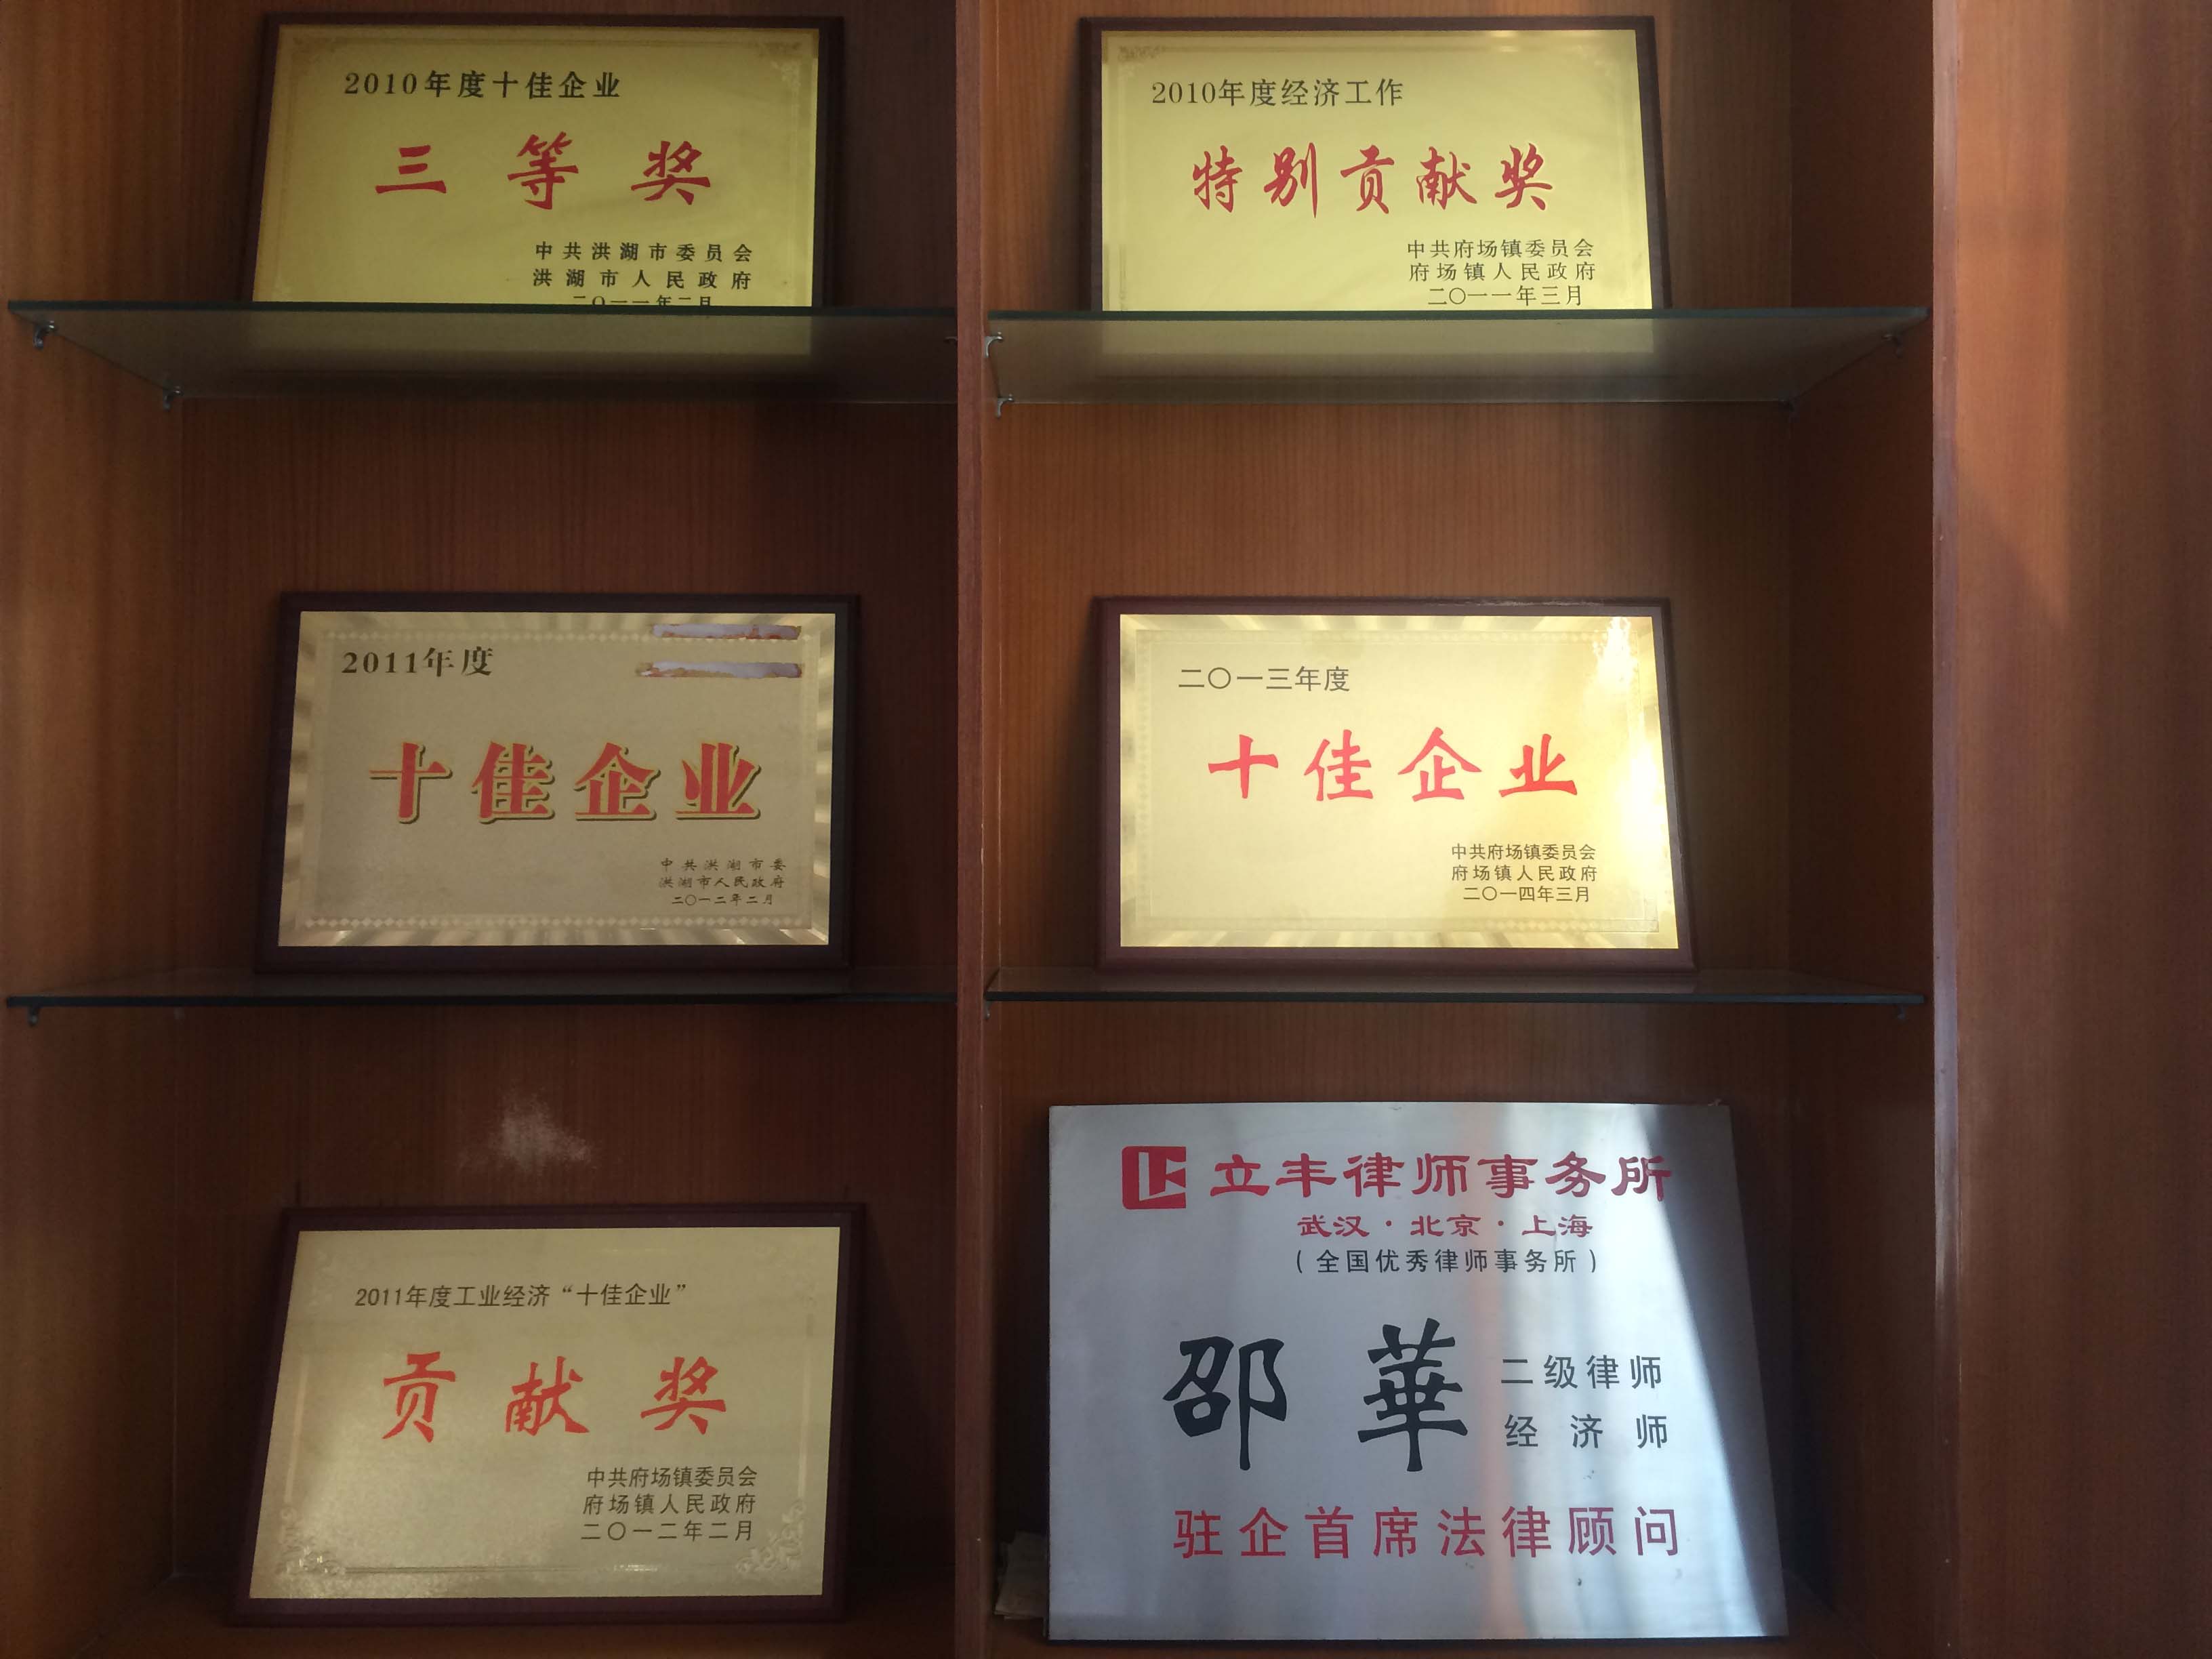 2010年度十佳企业
三等奖
中共洪湖市委员会
洪湖市人民政府
二〇一一年二月
2010年度经济工作
特别贡献奖
中共府场镇委员会
府场镇人民政府
二〇一一年三月
2011年度
十佳企业
中共洪湖市委
洪湖市人民政府
二〇一二年二月
二〇一三年度
十佳企业
中共府场镇委员会
府场镇人民政府
二〇一四年三月
2011年度工业经济“十佳企业”
贡献奖
中共府场镇委员会
府场镇人民政府
二〇一二年二月
立丰律师事务所
武汉·北京·上海
(全国优秀律师事务所)
邵華 二级律师
经济师
驻企首席法律顾问